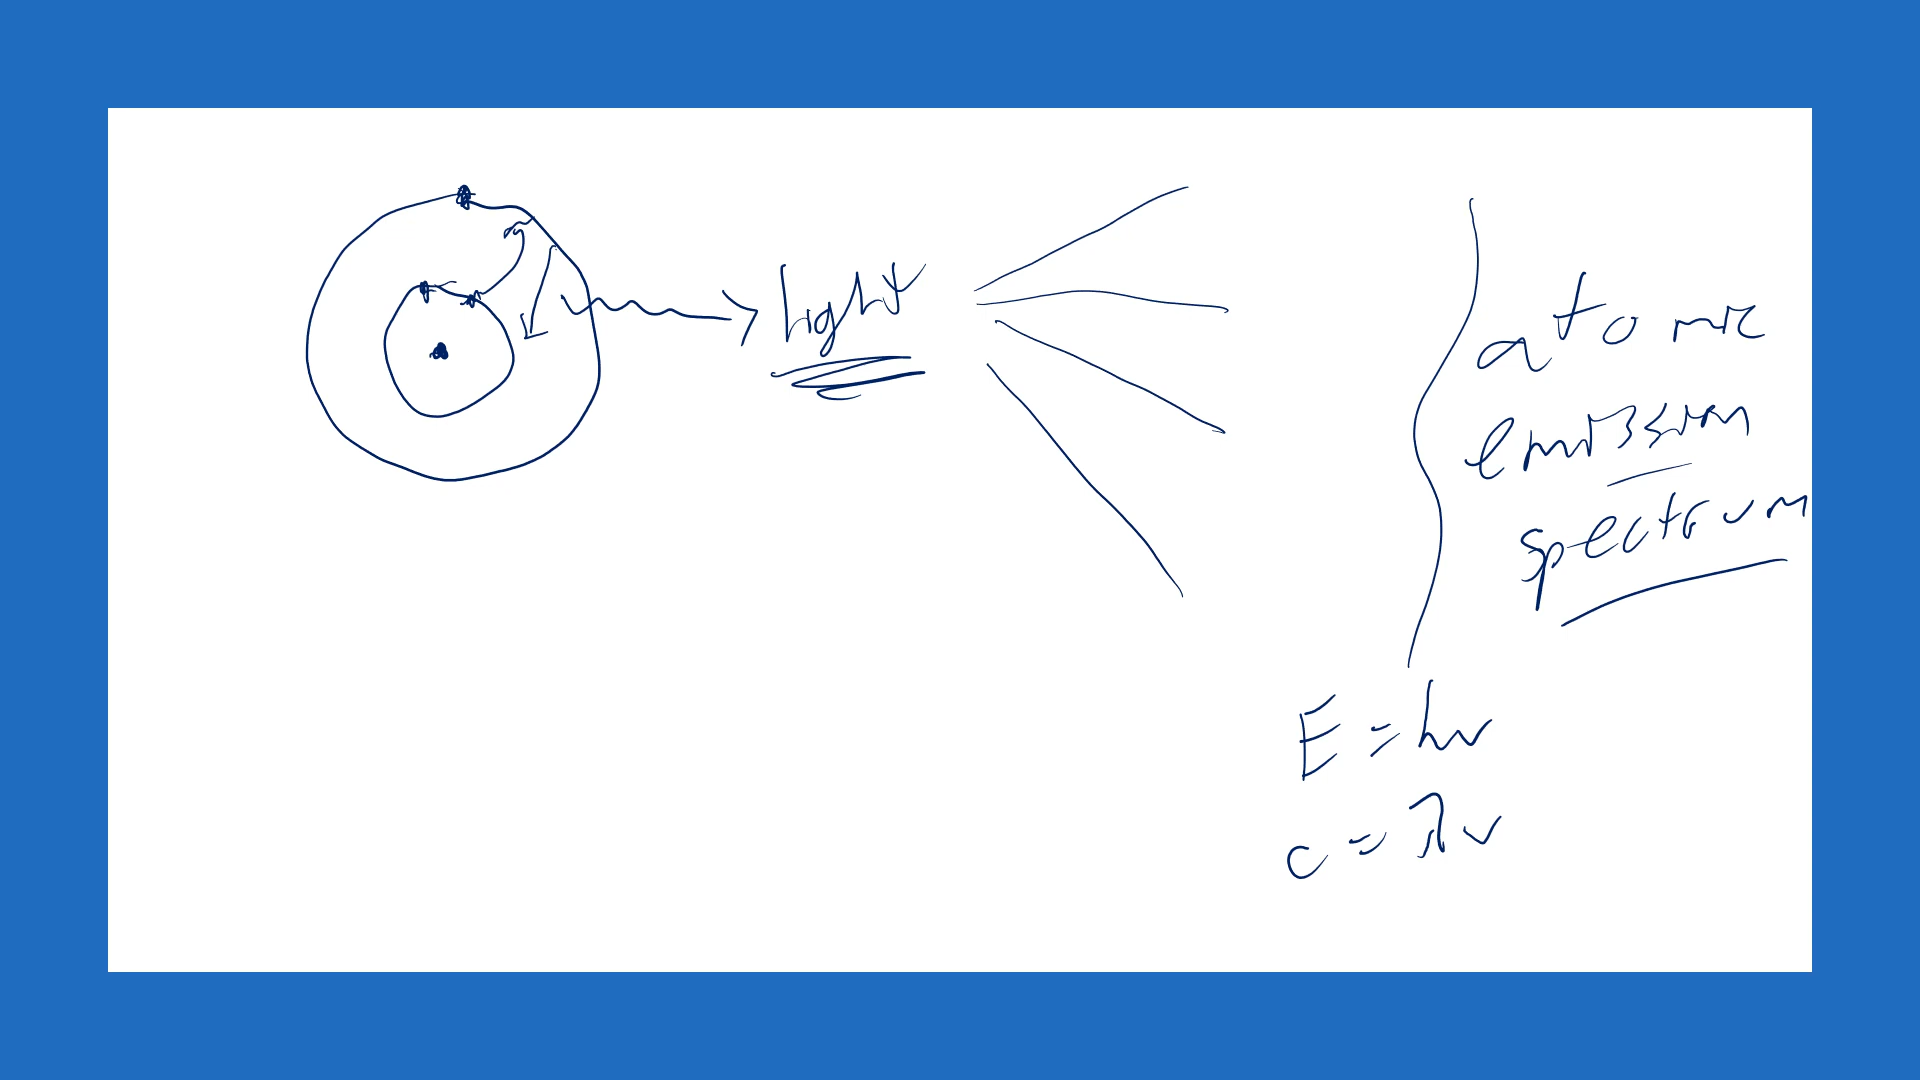 light
atomic
emission
spectrum
E = hν
c = λν